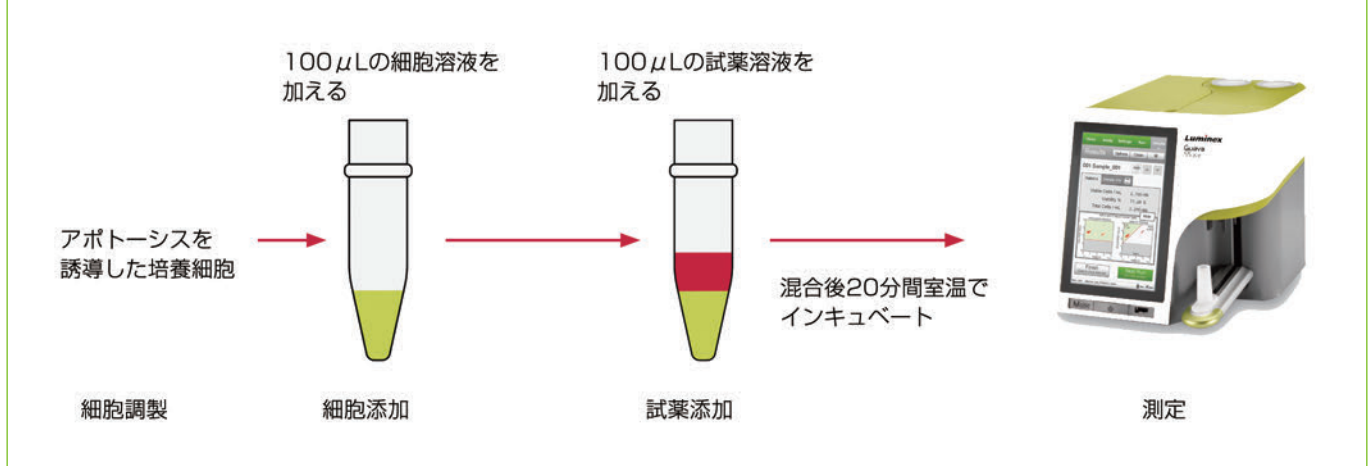 100μLの細胞溶液を
加える
100μLの試薬溶液を
加える
アポトーシスを
誘導した培養細胞
混合後20分間室温で
インキュベート
細胞調製
細胞添加
試薬添加
測定
Luminex
Guava
Muse